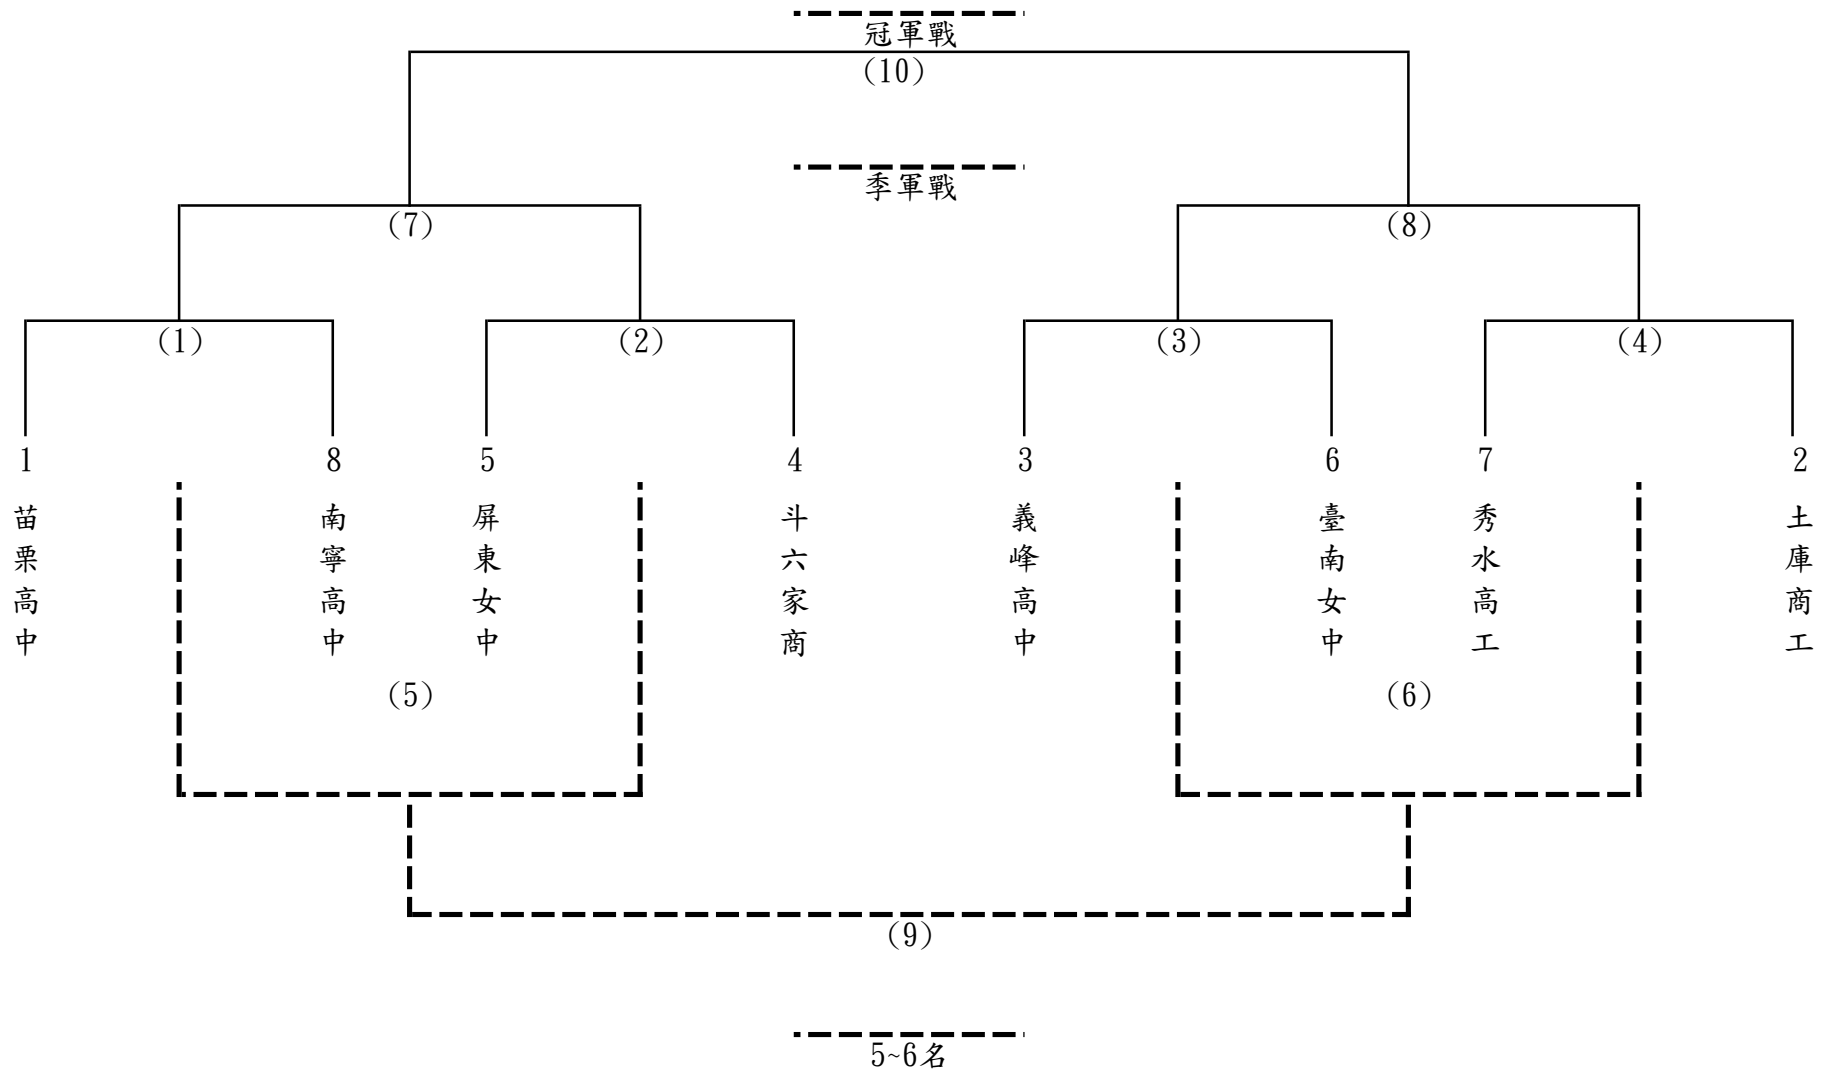 冠軍戰
(10)
季軍戰
(7)
(8)
(1)
(2)
(3)
(4)
1
8
5
4
3
6
7
2
苗栗高中
南寧高中
屏東女中
斗六家商
義峰高中
臺南女中
秀水高工
土庫商工
(5)
(6)
(9)
5~6名